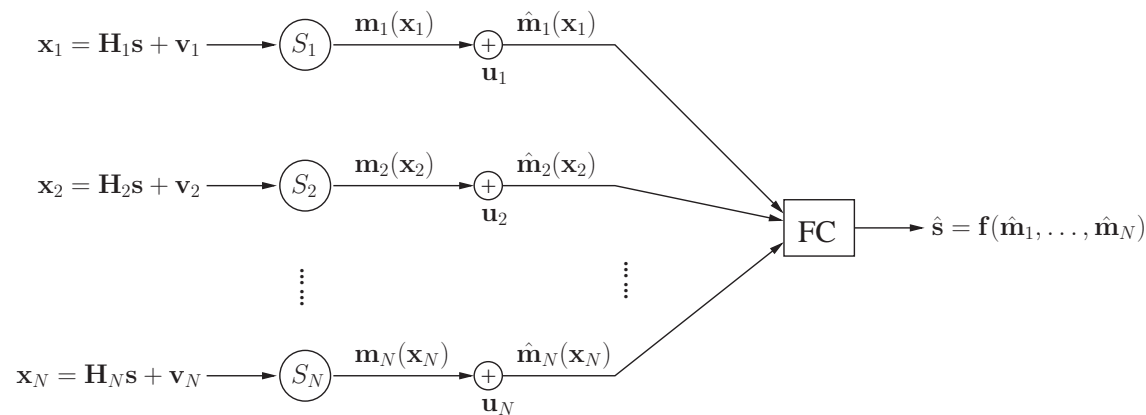 x₁ = H₁s + v₁ S₁ m₁(x₁) + u₁ m̂₁(x₁)
x₂ = H₂s + v₂ S₂ m₂(x₂) + u₂ m̂₂(x₂)
FC ŝ = f(m̂₁, . . . , m̂_N)
x_N = H_Ns + v_N S_N m_N(x_N) + u_N m̂_N(x_N)